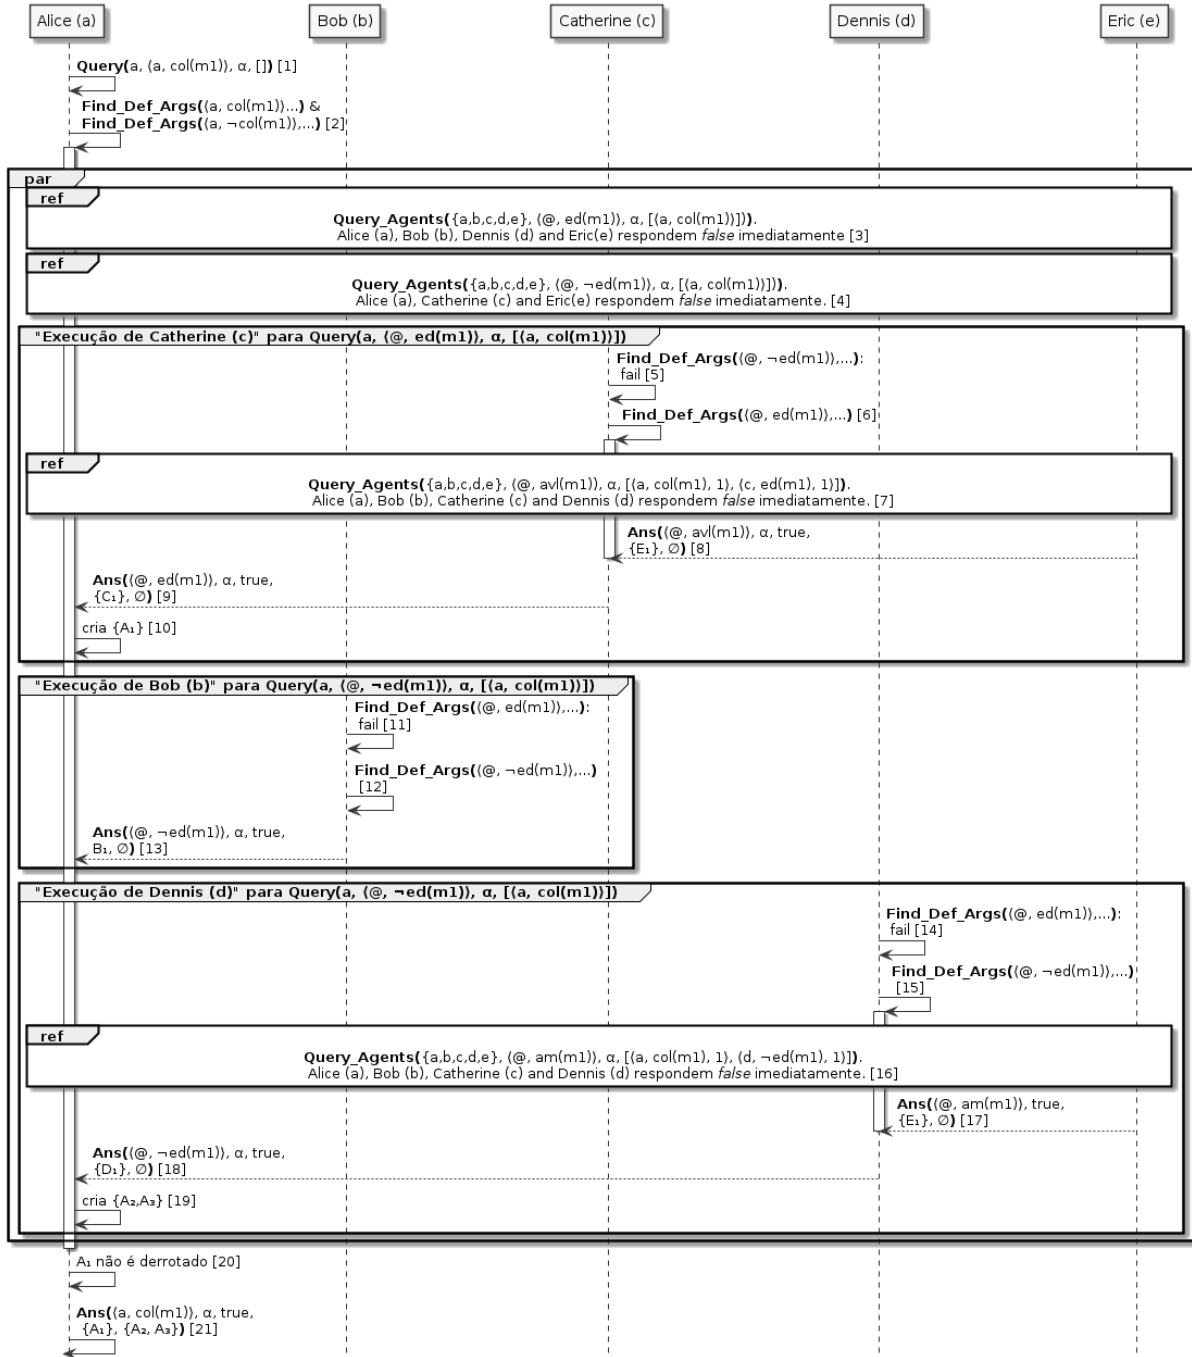 Alice (a)
Bob (b)
Catherine (c)
Dennis (d)
Eric (e)
Query(a, ⟨a, col(m1)⟩, α, []) [1]
Find_Def_Args(⟨a, col(m1)⟩...) &
Find_Def_Args(⟨a, ¬col(m1)⟩,...) [2]
par
ref
Query_Agents({a,b,c,d,e}, ⟨@, ed(m1)⟩, α, [⟨a, col(m1)⟩])).
Alice (a), Bob (b), Dennis (d) and Eric(e) respondem false imediatamente [3]
ref
Query_Agents({a,b,c,d,e}, ⟨@, ¬ed(m1)⟩, α, [⟨a, col(m1)⟩])).
Alice (a), Catherine (c) and Eric(e) respondem false imediatamente. [4]
"Execução de Catherine (c)" para Query(a, ⟨@, ed(m1)⟩, α, [⟨a, col(m1)⟩])
Find_Def_Args(⟨@, ¬ed(m1)⟩,...):
fail [5]
Find_Def_Args(⟨@, ed(m1)⟩,...) [6]
ref
Query_Agents({a,b,c,d,e}, ⟨@, avl(m1)⟩, α, [⟨a, col(m1), 1⟩, ⟨c, ed(m1), 1⟩]).
Alice (a), Bob (b), Catherine (c) and Dennis (d) respondem false imediatamente. [7]
Ans(⟨@, avl(m1)⟩, α, true,
{E₁}, ∅) [8]
Ans(⟨@, ed(m1)⟩, α, true,
{C₁}, ∅) [9]
cria {A₁} [10]
"Execução de Bob (b)" para Query(a, ⟨@, ¬ed(m1)⟩, α, [⟨a, col(m1)⟩])
Find_Def_Args(⟨@, ed(m1)⟩,...):
fail [11]
Find_Def_Args(⟨@, ¬ed(m1)⟩,...)
[12]
Ans(⟨@, ¬ed(m1)⟩, α, true,
B₁, ∅) [13]
"Execução de Dennis (d)" para Query(a, ⟨@, ¬ed(m1)⟩, α, [⟨a, col(m1)⟩])
Find_Def_Args(⟨@, ed(m1)⟩,...):
fail [14]
Find_Def_Args(⟨@, ¬ed(m1)⟩,...)
[15]
ref
Query_Agents({a,b,c,d,e}, ⟨@, am(m1)⟩, α, [⟨a, col(m1), 1⟩, ⟨d, ¬ed(m1), 1⟩]).
Alice (a), Bob (b), Catherine (c) and Dennis (d) respondem false imediatamente. [16]
Ans(⟨@, am(m1)⟩, true,
{E₁}, ∅) [17]
Ans(⟨@, ¬ed(m1)⟩, α, true,
{D₁}, ∅) [18]
cria {A₂,A₃} [19]
A₁ não é derrotado [20]
Ans(⟨a, col(m1)⟩, α, true,
{A₁}, {A₂, A₃}) [21]